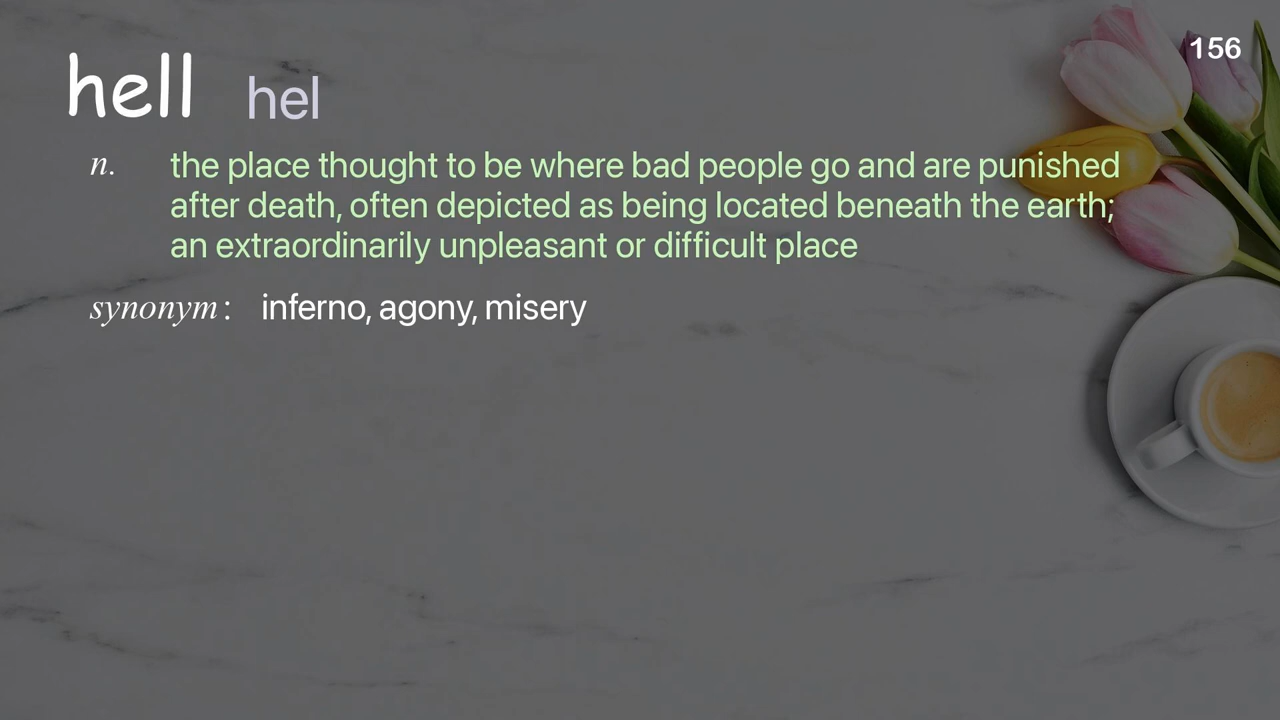 156
hell hel
n. the place thought to be where bad people go and are punished
after death, often depicted as being located beneath the earth;
an extraordinarily unpleasant or difficult place
synonym: inferno, agony, misery